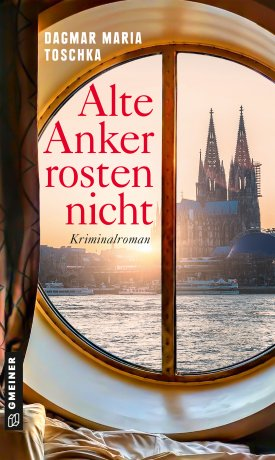 DAGMAR MARIA
TOSCHKA
Alte
Anker
rosten
nicht
Kriminalroman
GMEINER